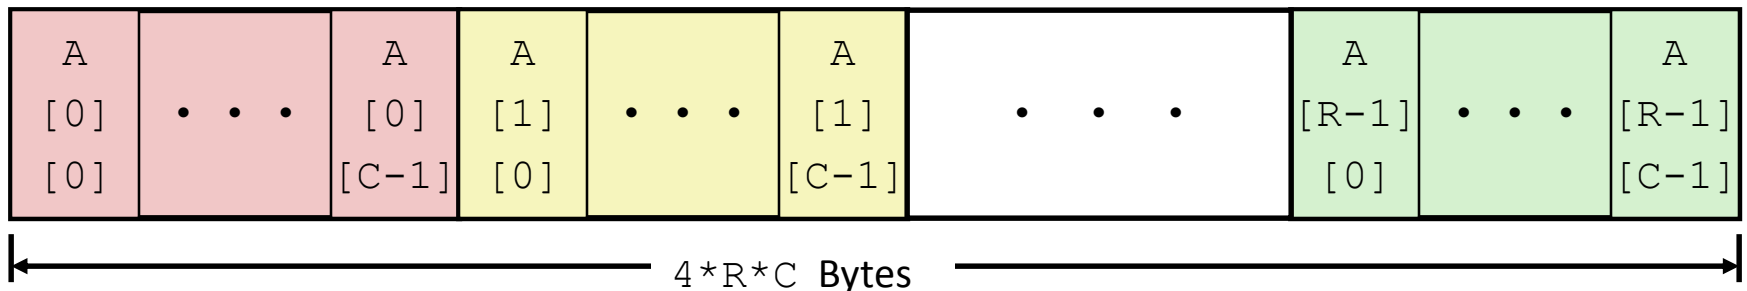 A A A A A A
[0] • • • [0] [1] • • • [1] • • • [R-1] • • • [R-1]
[0] [C-1] [0] [C-1] [0] [C-1]
4*R*C Bytes